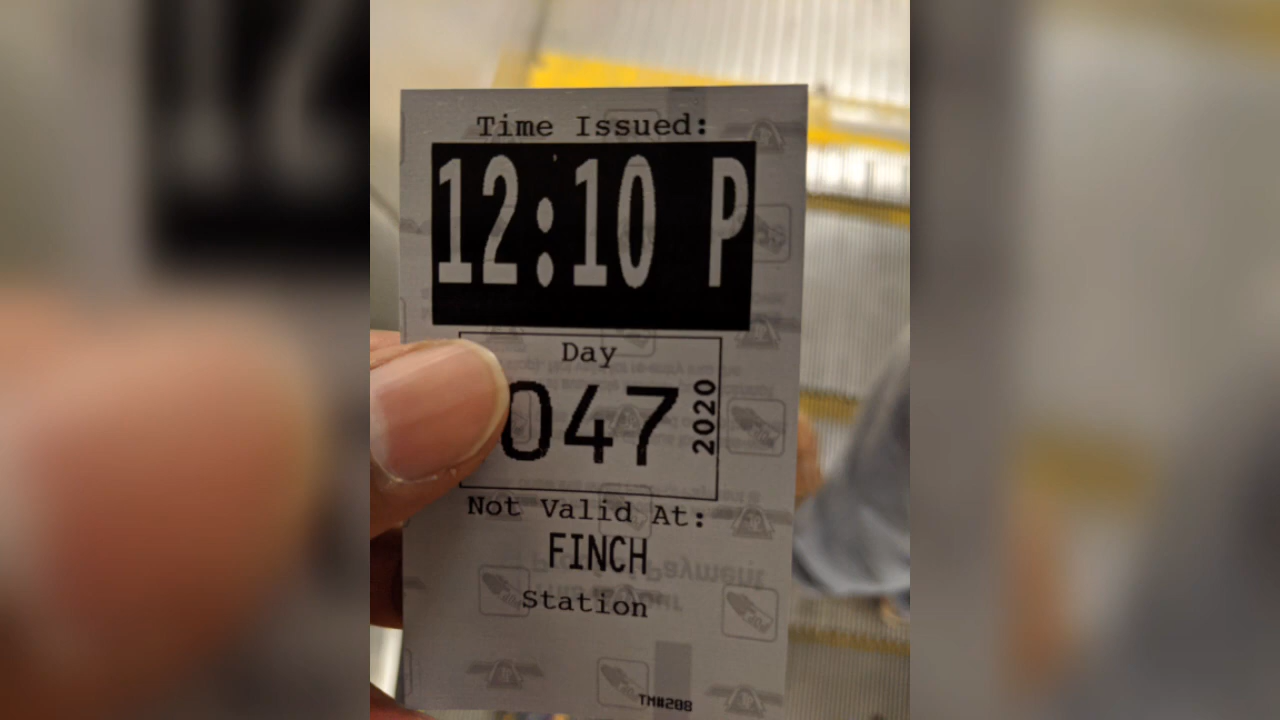 Time Issued:
12:10 P
Day
047
2020
Not Valid At:
FINCH
Station
TM#208